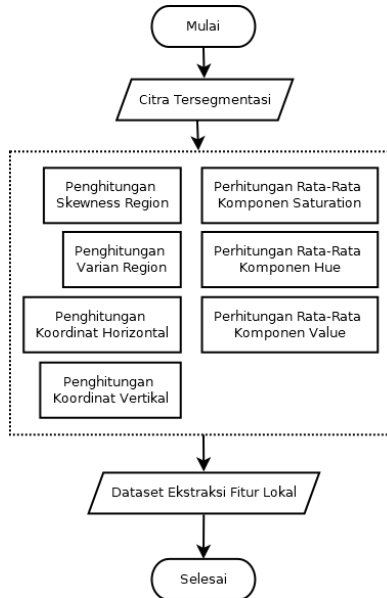 Mulai
Citra Tersegmentasi
Penghitungan
Skewness Region
Perhitungan Rata-Rata
Komponen Saturation
Penghitungan
Varian Region
Perhitungan Rata-Rata
Komponen Hue
Penghitungan
Koordinat Horizontal
Perhitungan Rata-Rata
Komponen Value
Penghitungan
Koordinat Vertikal
Dataset Ekstraksi Fitur Lokal
Selesai